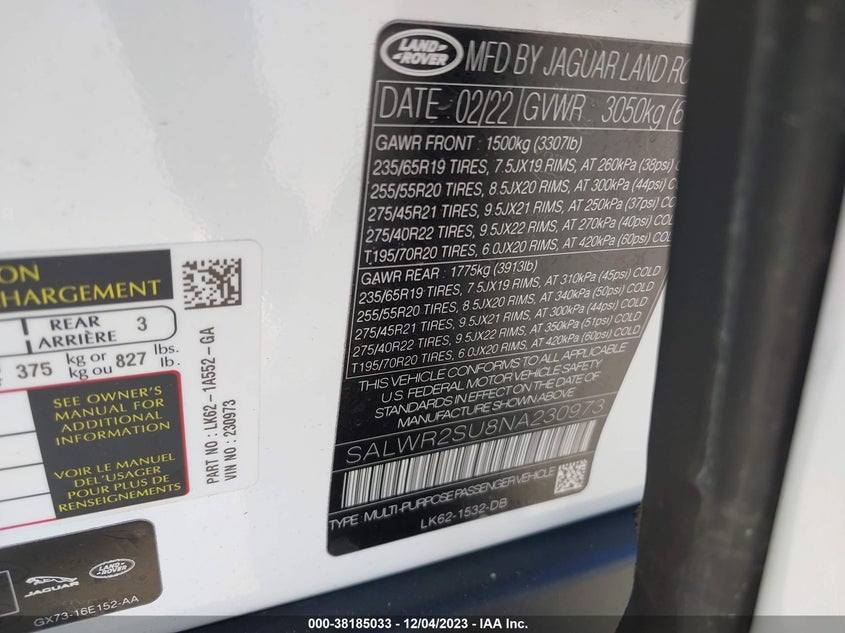 LAND ROVER
MFD BY JAGUAR LAND
DATE: 02/22 GVWR : 3050kg
GAWR FRONT : 1500kg (3307lb)
235/65R19 TIRES, 7.5JX19 RIMS, AT 260kPa (38psi)
255/55R20 TIRES, 8.5JX20 RIMS, AT 300kPa (44psi)
275/45R21 TIRES, 9.5JX21 RIMS, AT 250kPa (37psi)
275/40R22 TIRES, 9.5JX22 RIMS, AT 270kPa (40psi)
T195/70R20 TIRES, 6.0JX20 RIMS, AT 420kPa (60psi)
GAWR REAR : 1775kg (3913lb)
235/65R19 TIRES, 7.5JX19 RIMS, AT 310kPa (45psi) COLD
255/55R20 TIRES, 8.5JX20 RIMS, AT 340kPa (50psi) COLD
275/45R21 TIRES, 9.5JX21 RIMS, AT 300kPa (44psi) COLD
275/40R22 TIRES, 9.5JX22 RIMS, AT 350kPa (51psi) COLD
T195/70R20 TIRES, 6.0JX20 RIMS, AT 420kPa (60psi) COLD
THIS VEHICLE CONFORMS TO ALL APPLICABLE
U.S. FEDERAL MOTOR VEHICLE SAFETY
STANDARDS IN EFFECT ON THE DATE OF
MANUFACTURE SHOWN ABOVE
SALWR2SU8NA230973
TYPE: MULTI-PURPOSE PASSENGER VEHICLE
LK62-1532-DB
ION
HARGEMENT
REAR 3
ARRIÈRE
375 kg or 827 lbs.
kg ou lb.
SEE OWNER'S
MANUAL FOR
ADDITIONAL
INFORMATION
VOIR LE MANUEL
DEL'USAGER
POUR PLUS DE
RENSEIGNEMENTS
PART NO : LK62-1A552-GA
VIN NO : 230973
JAGUAR
LAND ROVER
GX73-16E152-AA
000-38185033 — 12/04/2023 — IAA Inc.